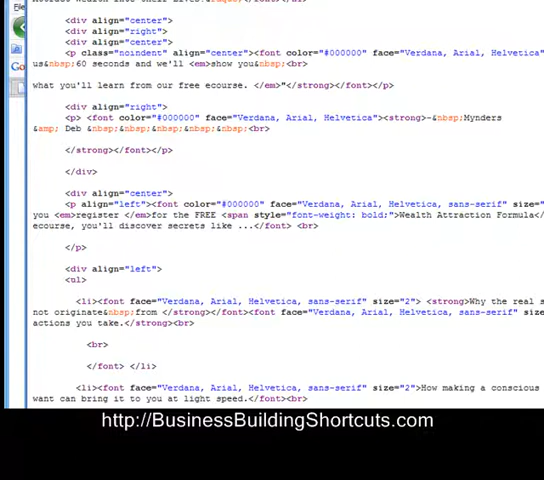 <div align="center">
<div align="right">
<div align="center">
<p class="noindent" align="center"><font color="#000000" face="Verdana, Arial, Helvetica"
us&nbsp;60 seconds and we'll <em>show you&nbsp;<br>
what you'll learn from our free ecourse. </em>"</strong></font></p>
<div align="right">
<p> <font color="#000000" face="Verdana, Arial, Helvetica"><strong>-&nbsp;Mynders
&amp; Deb &nbsp;&nbsp;&nbsp;&nbsp;&nbsp;<br>
</strong></font></p>
</div>
<div align="center">
<p align="left"><font color="#000000" face="Verdana, Arial, Helvetica, sans-serif" size="
you <em>register </em>for the FREE <span style="font-weight: bold;">Wealth Attraction Formula</
ecourse, you'll discover secrets like ...</font> <br>
</p>
<div align="left">
<ul>
<li><font face="Verdana, Arial, Helvetica, sans-serif" size="2"> <strong>Why the real s
not originate&nbsp;from </strong></font><font face="Verdana, Arial, Helvetica, sans-serif" size
actions you take.</strong><br>
<br>
</font> </li>
<li><font face="Verdana, Arial, Helvetica, sans-serif" size="2">How making a conscious
want can bring it to you at light speed.</font><br>
http://BusinessBuildingShortcuts.com